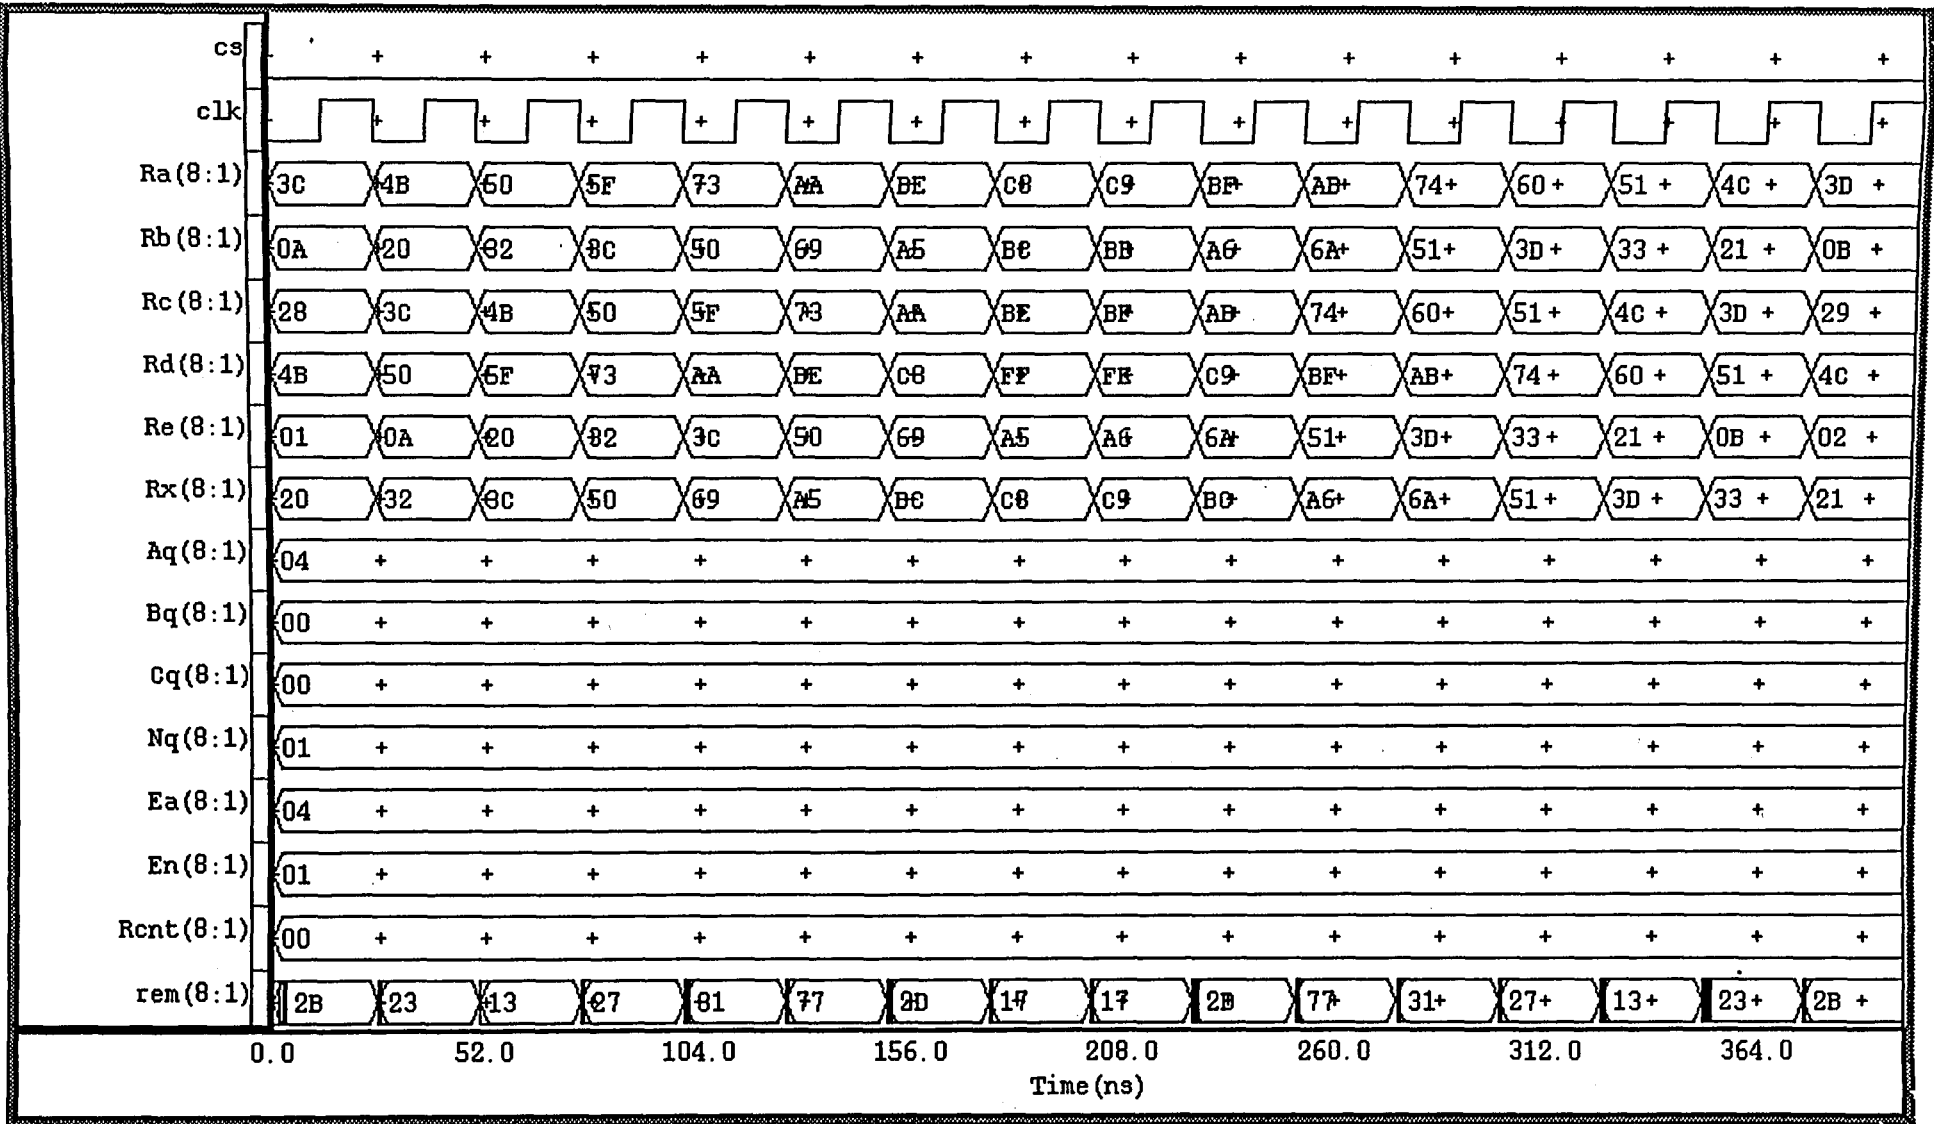 cs
clk
Ra(8:1) 3C 4B 50 5F 73 AA BE C8 C9 BF AB 74 60 51 4C 3D
Rb(8:1) 0A 20 32 3C 50 69 A5 BC BD A6 6A 51 3D 33 21 0B
Rc(8:1) 28 3C 4B 50 5F 73 AA BE BF AB 74 60 51 4C 3D 29
Rd(8:1) 4B 50 5F 73 AA BE C8 FF FE C9 BF AB 74 60 51 4C
Re(8:1) 01 0A 20 32 3C 50 69 A5 A6 6A 51 3D 33 21 0B 02
Rx(8:1) 20 32 3C 50 69 A5 BC C8 C9 BD A6 6A 51 3D 33 21
Aq(8:1) 04
Bq(8:1) 00
Cq(8:1) 00
Nq(8:1) 01
Ea(8:1) 04
En(8:1) 01
Rcnt(8:1) 00
rem(8:1) 2B 23 13 27 31 77 2D 17 17 2D 77 31 27 13 23 2B
0.0 52.0 104.0 156.0 208.0 260.0 312.0 364.0
Time(ns)